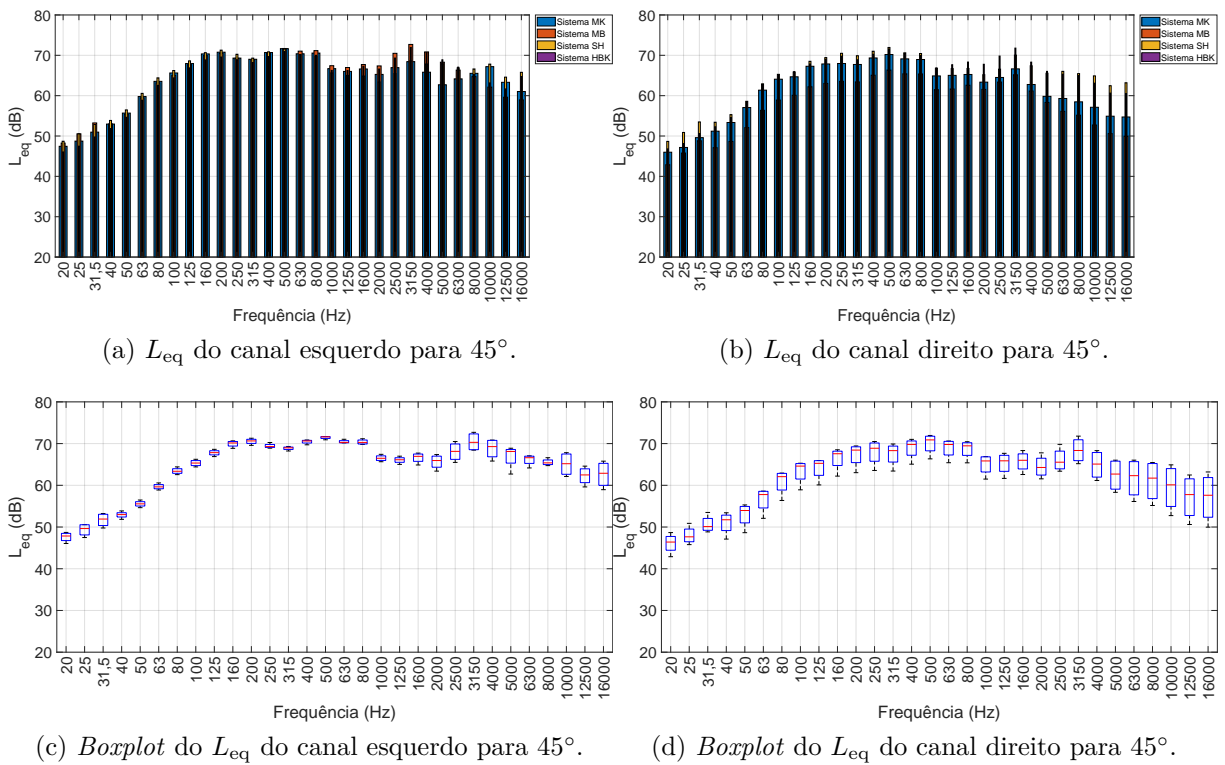 80
70
60
50
40
30
20
L_eq (dB)
Sistema MK
Sistema MB
Sistema SH
Sistema HBK
20 25 31,5 40 50 63 80 100 125 160 200 250 315 400 500 630 800 1000 1250 1600 2000 2500 3150 4000 5000 6300 8000 10000 12500 16000
Frequência (Hz)
(a) L_eq do canal esquerdo para 45°.
80
70
60
50
40
30
20
L_eq (dB)
Sistema MK
Sistema MB
Sistema SH
Sistema HBK
20 25 31,5 40 50 63 80 100 125 160 200 250 315 400 500 630 800 1000 1250 1600 2000 2500 3150 4000 5000 6300 8000 10000 12500 16000
Frequência (Hz)
(b) L_eq do canal direito para 45°.
80
70
60
50
40
30
20
L_eq (dB)
20 25 31,5 40 50 63 80 100 125 160 200 250 315 400 500 630 800 1000 1250 1600 2000 2500 3150 4000 5000 6300 8000 10000 12500 16000
Frequência (Hz)
(c) Boxplot do L_eq do canal esquerdo para 45°.
80
70
60
50
40
30
20
L_eq (dB)
20 25 31,5 40 50 63 80 100 125 160 200 250 315 400 500 630 800 1000 1250 1600 2000 2500 3150 4000 5000 6300 8000 10000 12500 16000
Frequência (Hz)
(d) Boxplot do L_eq do canal direito para 45°.